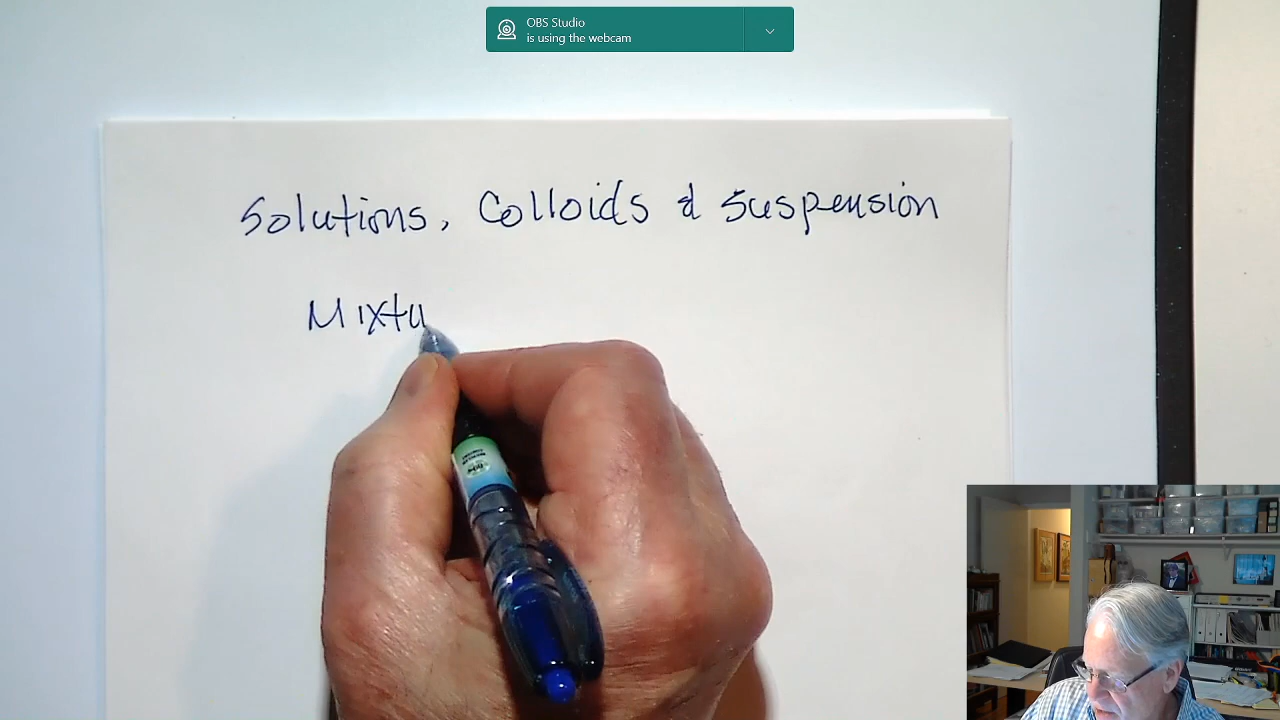 OBS Studio
is using the webcam
Solutions, Colloids & Suspension
Mixtu